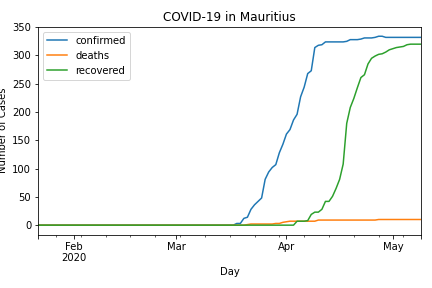 COVID-19 in Mauritius
350
300
250
200
150
100
50
0
Number of Cases
confirmed
deaths
recovered
Feb
2020
Mar
Apr
May
Day